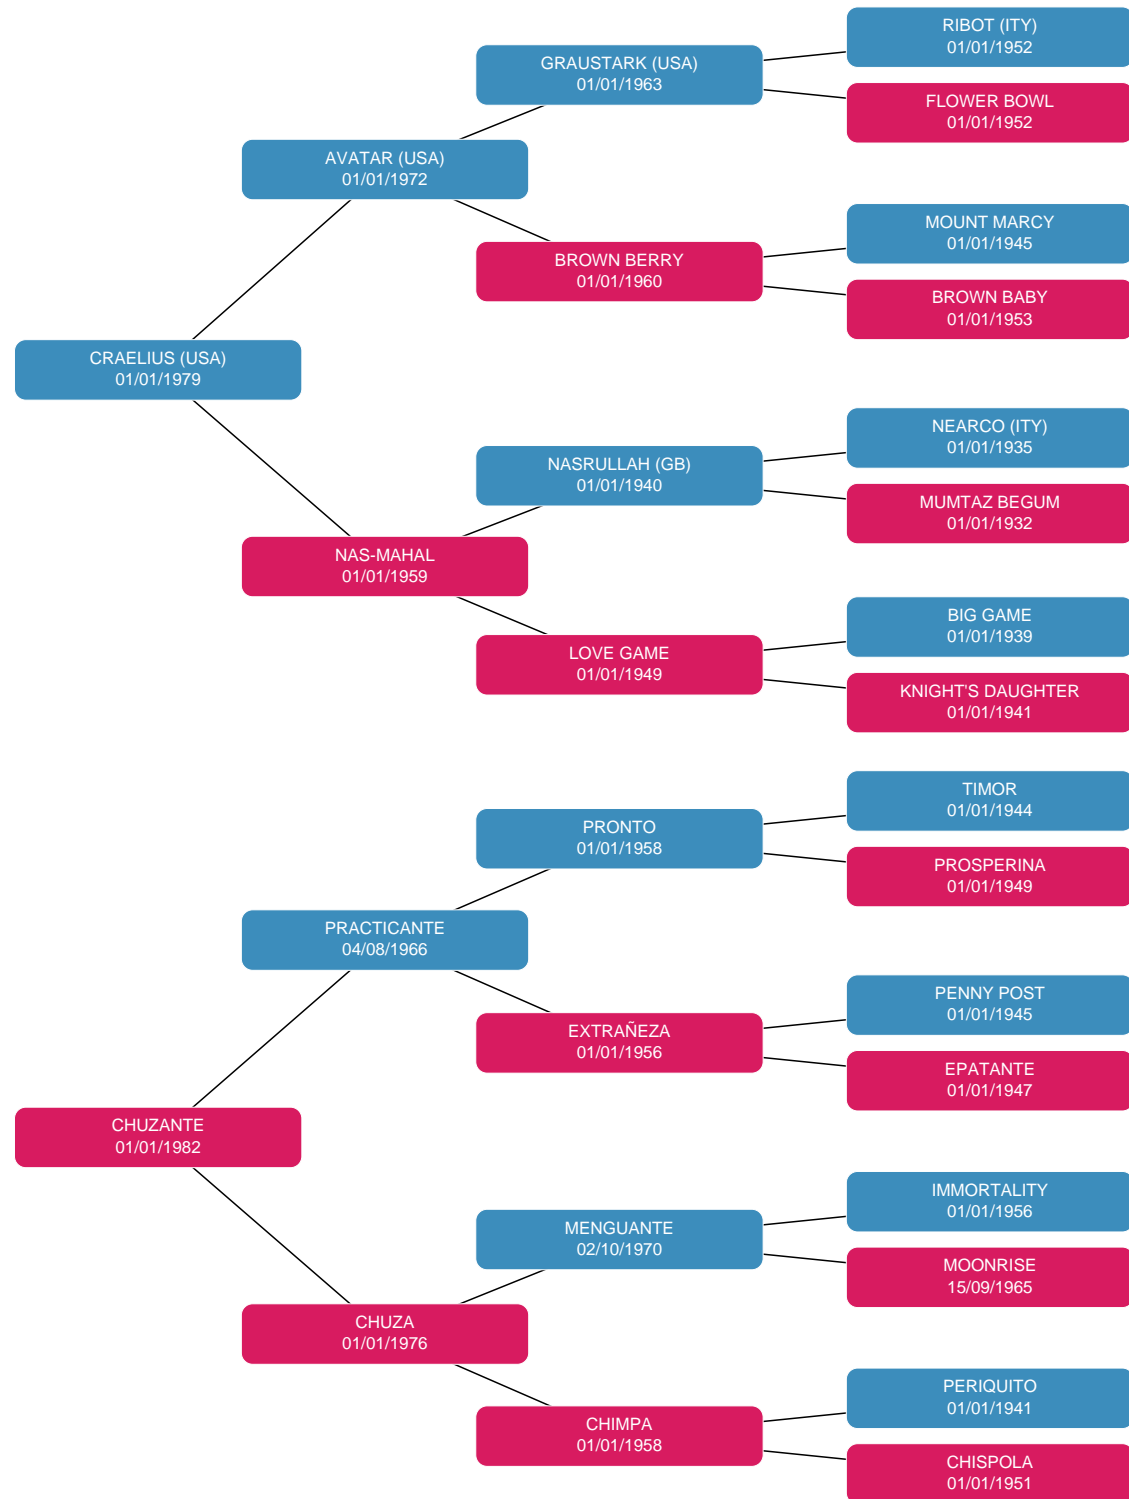 RIBOT (ITY)
01/01/1952
GRAUSTARK (USA)
01/01/1963
FLOWER BOWL
01/01/1952
AVATAR (USA)
01/01/1972
MOUNT MARCY
01/01/1945
BROWN BERRY
01/01/1960
BROWN BABY
01/01/1953
CRAELIUS (USA)
01/01/1979
NEARCO (ITY)
01/01/1935
NASRULLAH (GB)
01/01/1940
MUMTAZ BEGUM
01/01/1932
NAS-MAHAL
01/01/1959
BIG GAME
01/01/1939
LOVE GAME
01/01/1949
KNIGHT'S DAUGHTER
01/01/1941
TIMOR
01/01/1944
PRONTO
01/01/1958
PROSPERINA
01/01/1949
PRACTICANTE
04/08/1966
PENNY POST
01/01/1945
EXTRAÑEZA
01/01/1956
EPATANTE
01/01/1947
CHUZANTE
01/01/1982
IMMORTALITY
01/01/1956
MENGUANTE
02/10/1970
MOONRISE
15/09/1965
CHUZA
01/01/1976
PERIQUITO
01/01/1941
CHIMPA
01/01/1958
CHISPOLA
01/01/1951